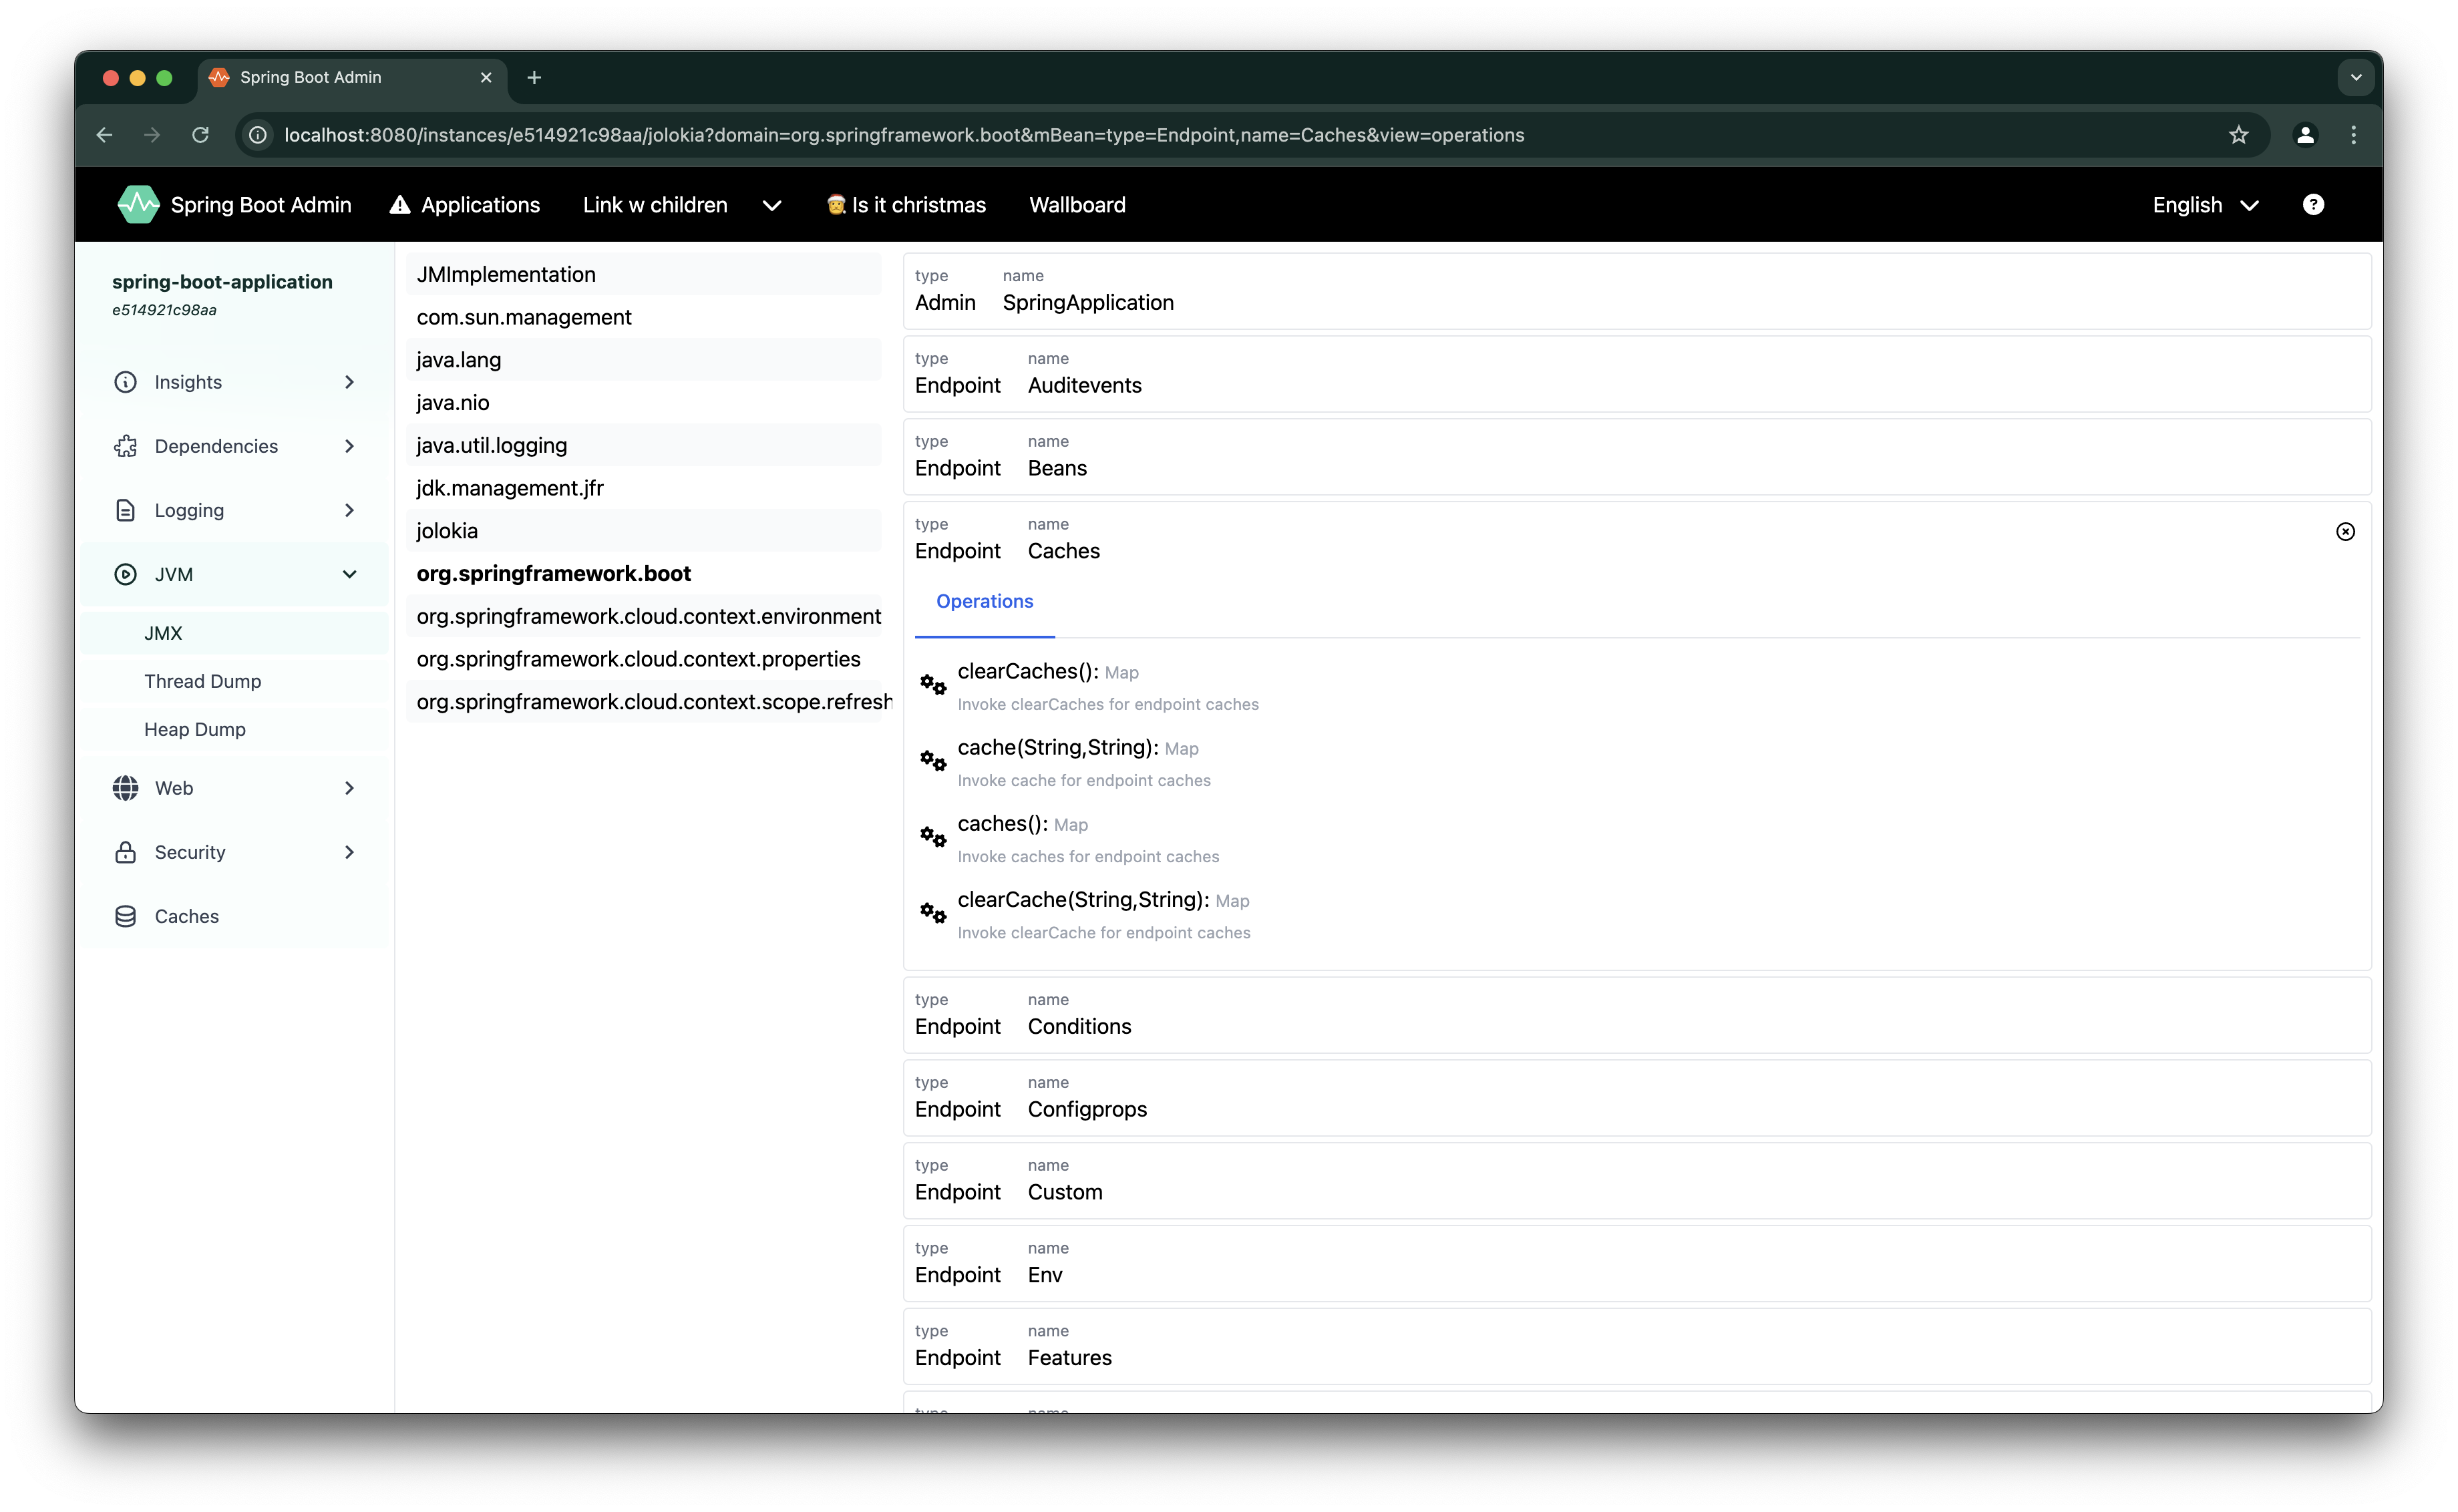 Spring Boot Admin
localhost:8080/instances/e514921c98aa/jolokia?domain=org.springframework.boot&mBean=type=Endpoint,name=Caches&view=operations
Spring Boot Admin Applications Link w children Is it christmas Wallboard English
spring-boot-application
e514921c98aa
Insights
Dependencies
Logging
JVM
JMX
Thread Dump
Heap Dump
Web
Security
Caches
JMImplementation
com.sun.management
java.lang
java.nio
java.util.logging
jdk.management.jfr
jolokia
org.springframework.boot
org.springframework.cloud.context.environment
org.springframework.cloud.context.properties
org.springframework.cloud.context.scope.refresh
type name
Admin SpringApplication
type name
Endpoint Auditevents
type name
Endpoint Beans
type name
Endpoint Caches
Operations
clearCaches(): Map
Invoke clearCaches for endpoint caches
cache(String,String): Map
Invoke cache for endpoint caches
caches(): Map
Invoke caches for endpoint caches
clearCache(String,String): Map
Invoke clearCache for endpoint caches
type name
Endpoint Conditions
type name
Endpoint Configprops
type name
Endpoint Custom
type name
Endpoint Env
type name
Endpoint Features
type name